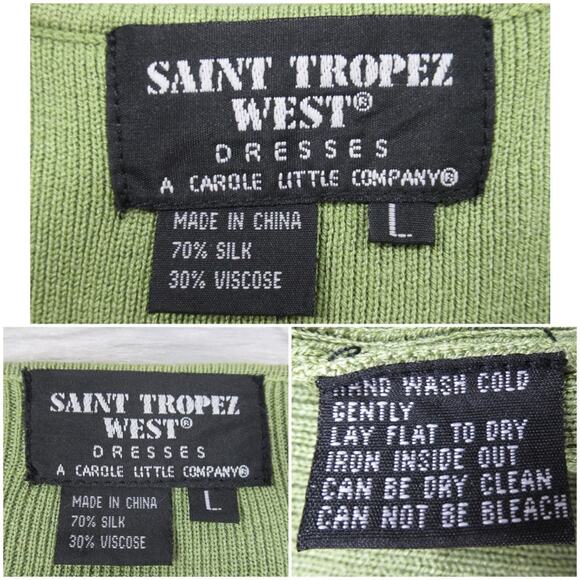 SAINT TROPEZ
WEST®
DRESSES
A CAROLE LITTLE COMPANY®
MADE IN CHINA
70% SILK
30% VISCOSE
L
SAINT TROPEZ
WEST®
DRESSES
A CAROLE LITTLE COMPANY®
MADE IN CHINA
70% SILK
30% VISCOSE
L
HAND WASH COLD
GENTLY
LAY FLAT TO DRY
IRON INSIDE OUT
CAN BE DRY CLEAN
CAN NOT BE BLEACH